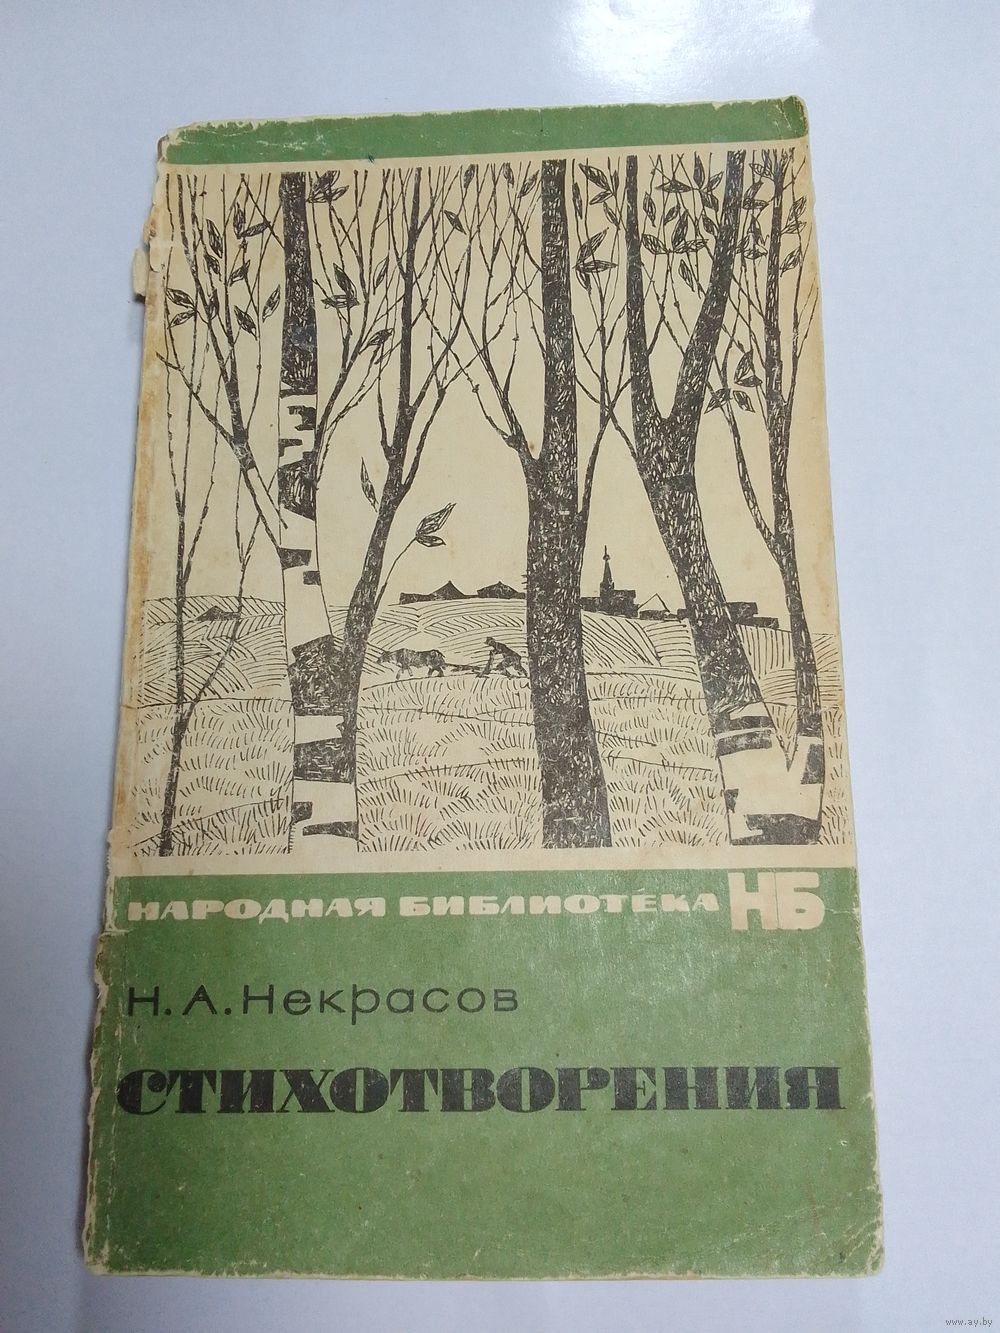 НАРОДНАЯ БИБЛИОТЕКА НБ
Н. А. Некрасов
СТИХОТВОРЕНИЯ
www.ay.by